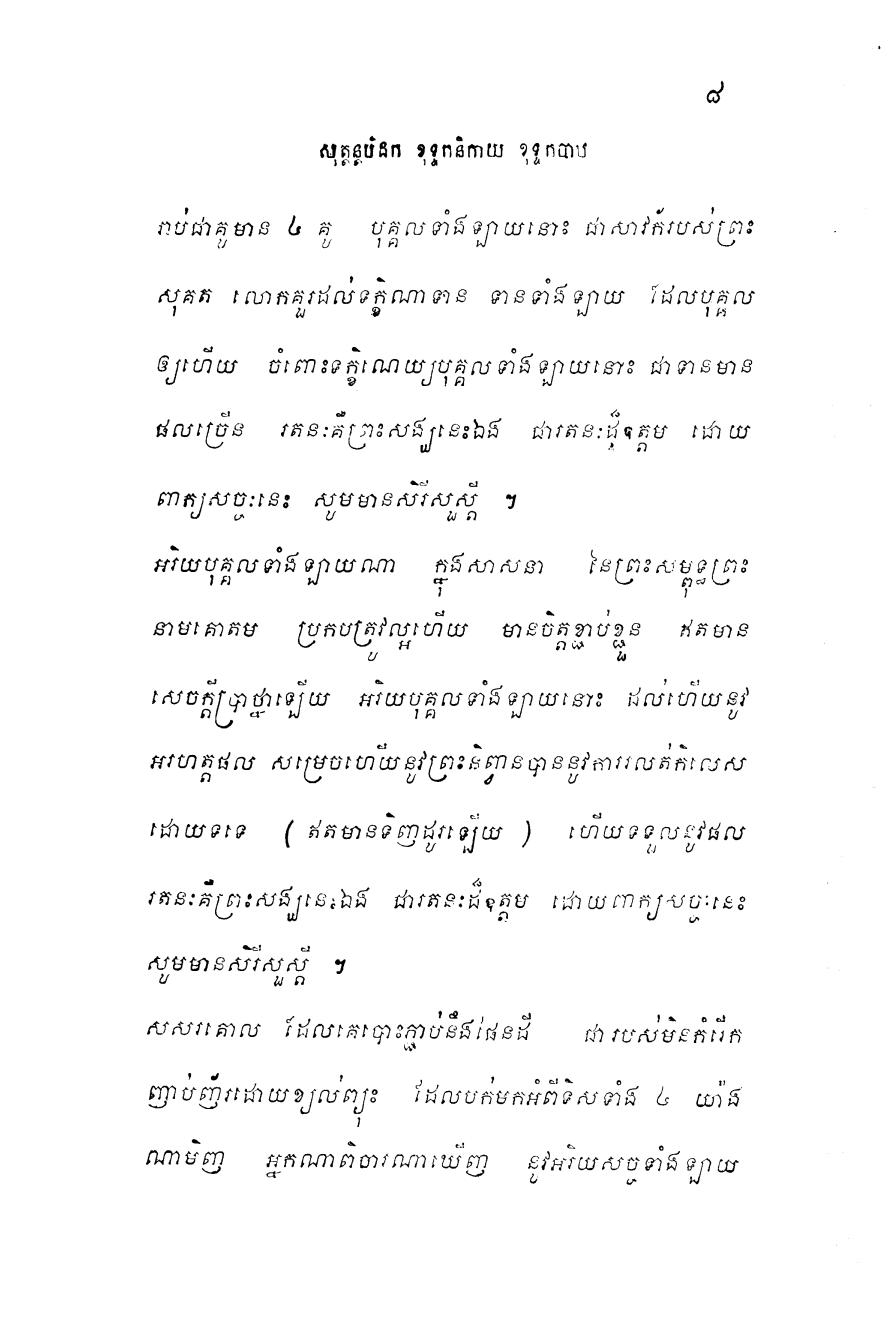 ៨
សុត្តន្តបិដក ខុទ្ទកនិកាយ ខុទ្ទកបាឋ
រាប់ជាគូមាន ៤ គូ បុគ្គលទាំងឡាយនោះ ជាសាវ័ករបស់ព្រះ
សុគត លោកគួរដល់ទក្ខិណាទាន ទានទាំងឡាយ ដែលបុគ្គល
ឲ្យហើយ ចំពោះទក្ខិណេយ្យបុគ្គលទាំងឡាយនោះ ជាទានមាន
ផលច្រើន រតនៈគឺព្រះសង្ឃនេះឯង ជារតនៈដ៏ឧត្តម ដោយ
ពាក្យសច្ចៈនេះ សូមមានសិរីសួស្តី ។
អរិយបុគ្គលទាំងឡាយណា ក្នុងសាសនា នៃព្រះសម្ពុទ្ធព្រះ
នាមគោតម ប្រកបត្រូវល្អហើយ មានចិត្តខ្ជាប់ខ្ជួន ឥតមាន
សេចក្តីប្រាថ្នាឡើយ អរិយបុគ្គលទាំងឡាយនោះ ដល់ហើយនូវ
អរហត្តផល សម្រេចហើយនូវព្រះនិព្វានបាននូវការរលត់កិលេស
ដោយទទេ ( ឥតមានទិញដូរឡើយ ) ហើយទទួលនូវផល
រតនៈគឺព្រះសង្ឃនេះឯង ជារតនៈដ៏ឧត្តម ដោយពាក្យសច្ចៈនេះ
សូមមានសិរីសួស្តី ។
សសរគោល ដែលគេបោះភ្ជាប់នឹងផែនដី ជារបស់មិនកំរើក
ញាប់ញ័រដោយខ្យល់ព្យុះ ដែលបក់មកអំពីទិសទាំង ៤ យ៉ាង
ណាមិញ អ្នកណាពិចារណាឃើញ នូវអរិយសច្ចទាំងឡាយ